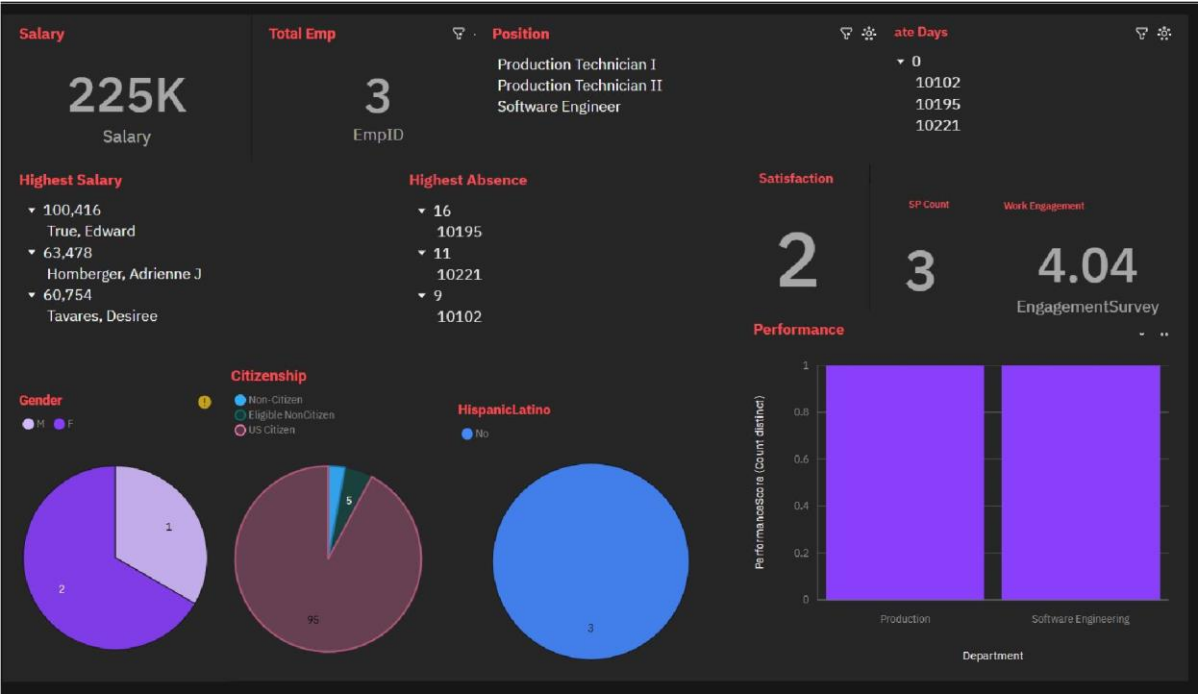 Salary
225K
Salary
Total Emp
3
EmpID
Position
Production Technician I
Production Technician II
Software Engineer
ate Days
0
10102
10195
10221
Highest Salary
100,416
True, Edward
63,478
Homberger, Adrienne J
60,754
Tavares, Desiree
Highest Absence
16
10195
11
10221
9
10102
Satisfaction
2
SP Count
3
Work Engagement
4.04
EngagementSurvey
Gender
M F
1
2
Citizenship
Non-Citizen
Eligible NonCitizen
US Citizen
5
95
HispanicLatino
No
3
Performance
PerformanceScore (Count distinct)
1
0.8
0.6
0.4
0.2
0
Production Software Engineering
Department